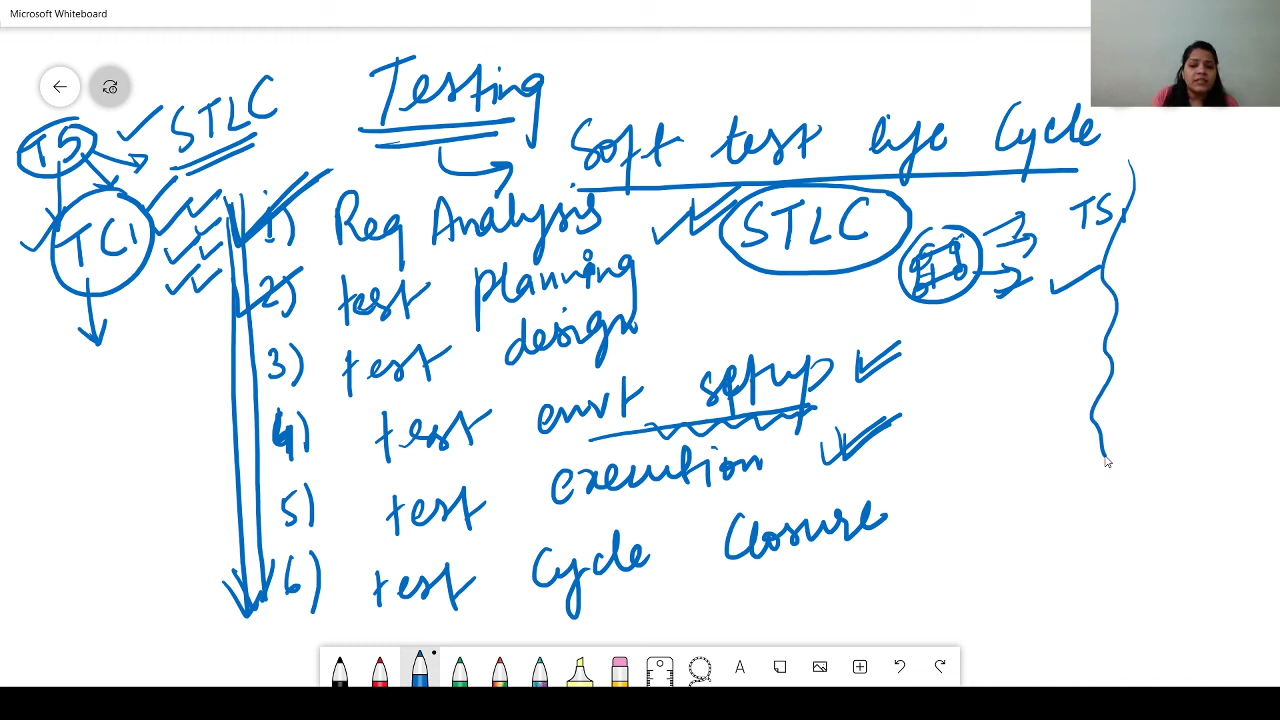 Microsoft Whiteboard
Testing
STLC
TS
Soft test life Cycle
TC1
1) Req Analysis
STLC
TS
2) test planning
3) test design
4) test envt setup
5) test execution
6) test Cycle Closure
A